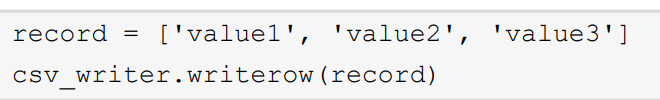 record = ['value1', 'value2', 'value3']
csv_writer.writerow(record)